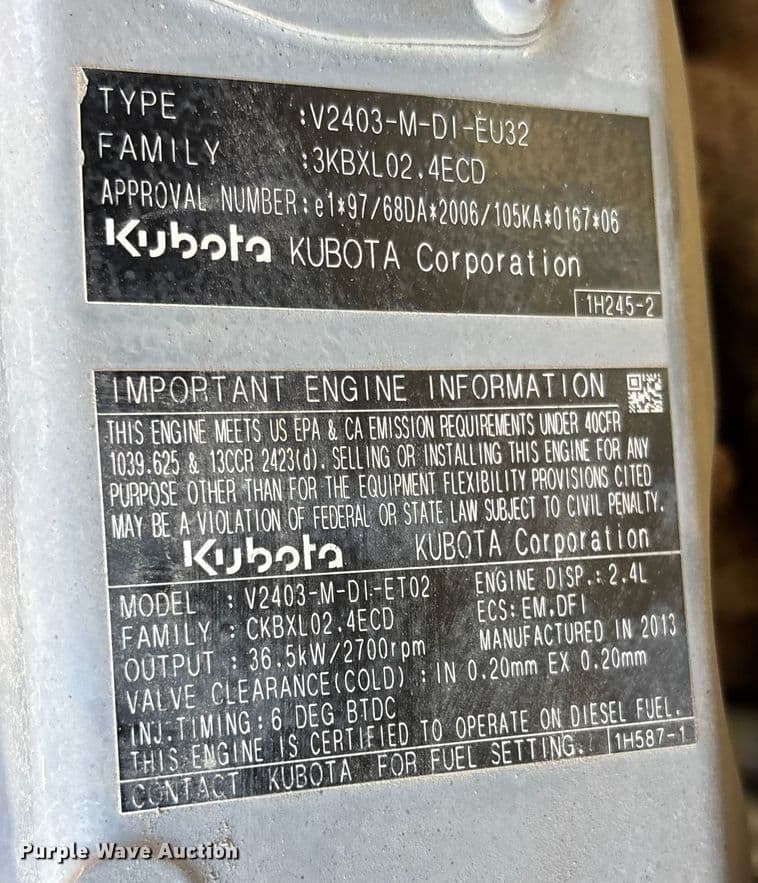 TYPE :V2403-M-DI-EU32
FAMILY :3KBXL02.4ECD
APPROVAL NUMBER:e1*97/68DA*2006/105KA*0167*06
Kubota KUBOTA Corporation
1H245-2
IMPORTANT ENGINE INFORMATION
THIS ENGINE MEETS US EPA & CA EMISSION REQUIREMENTS UNDER 40CFR
1039.625 & 13CCR 2423(d). SELLING OR INSTALLING THIS ENGINE FOR ANY
PURPOSE OTHER THAN FOR THE EQUIPMENT FLEXIBILITY PROVISIONS CITED
MAY BE A VIOLATION OF FEDERAL OR STATE LAW SUBJECT TO CIVIL PENALTY.
Kubota KUBOTA Corporation
MODEL : V2403-M-DI-ET02 ENGINE DISP.: 2.4L
FAMILY : CKBXL02.4ECD ECS: EM,DFI
OUTPUT : 36.5kW/2700rpm MANUFACTURED IN 2013
VALVE CLEARANCE(COLD) : IN 0.20mm EX 0.20mm
INJ.TIMING: 6 DEG BTDC
THIS ENGINE IS CERTIFIED TO OPERATE ON DIESEL FUEL.
CONTACT KUBOTA FOR FUEL SETTING. 1H587-1
Purple Wave Auction